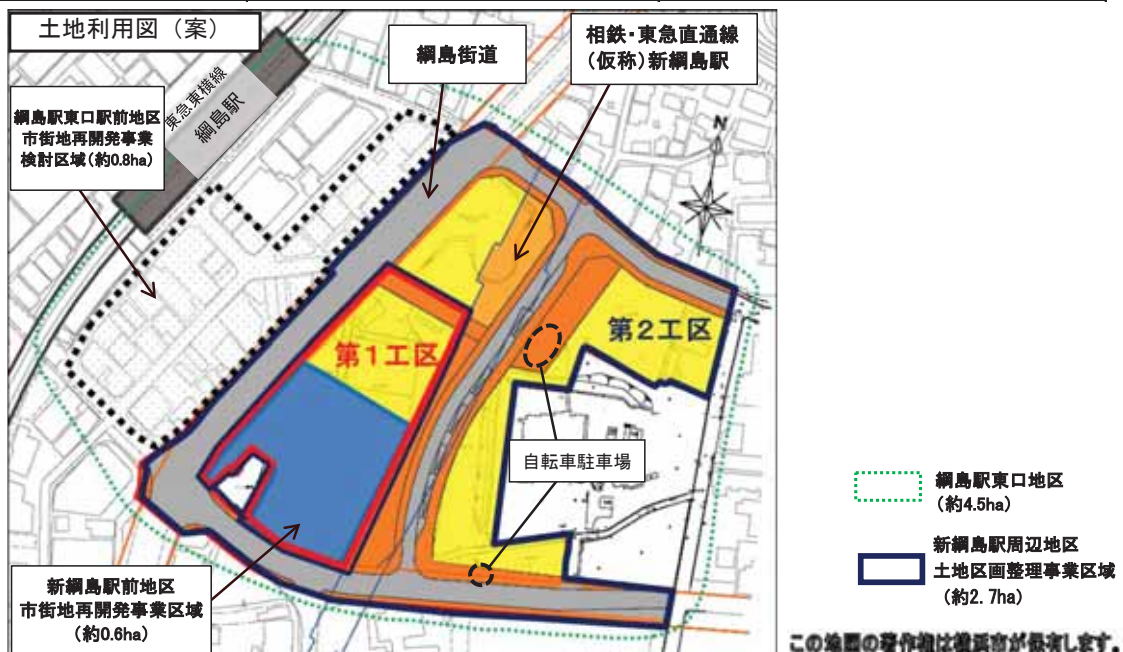 土地利用図（案）
綱島街道
相鉄・東急直通線
(仮称)新綱島駅
東急東横線
綱島駅
綱島駅東口駅前地区
市街地再開発事業
検討区域(約0.8ha)
N
第1工区
第2工区
自転車駐車場
新綱島駅前地区
市街地再開発事業区域
(約0.6ha)
綱島駅東口地区
(約4.5ha)
新綱島駅周辺地区
土地区画整理事業区域
(約2.7ha)
この地図の著作権は横浜市が保有します。